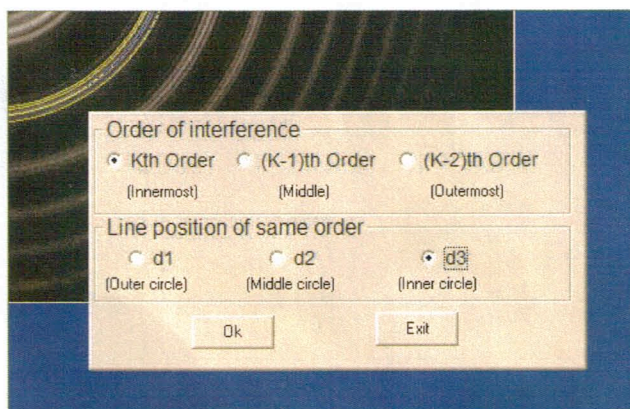 Order of interference
Kth Order (K-1)th Order (K-2)th Order
(Innermost) (Middle) (Outermost)
Line position of same order
d1 d2 d3
(Outer circle) (Middle circle) (Inner circle)
Ok Exit